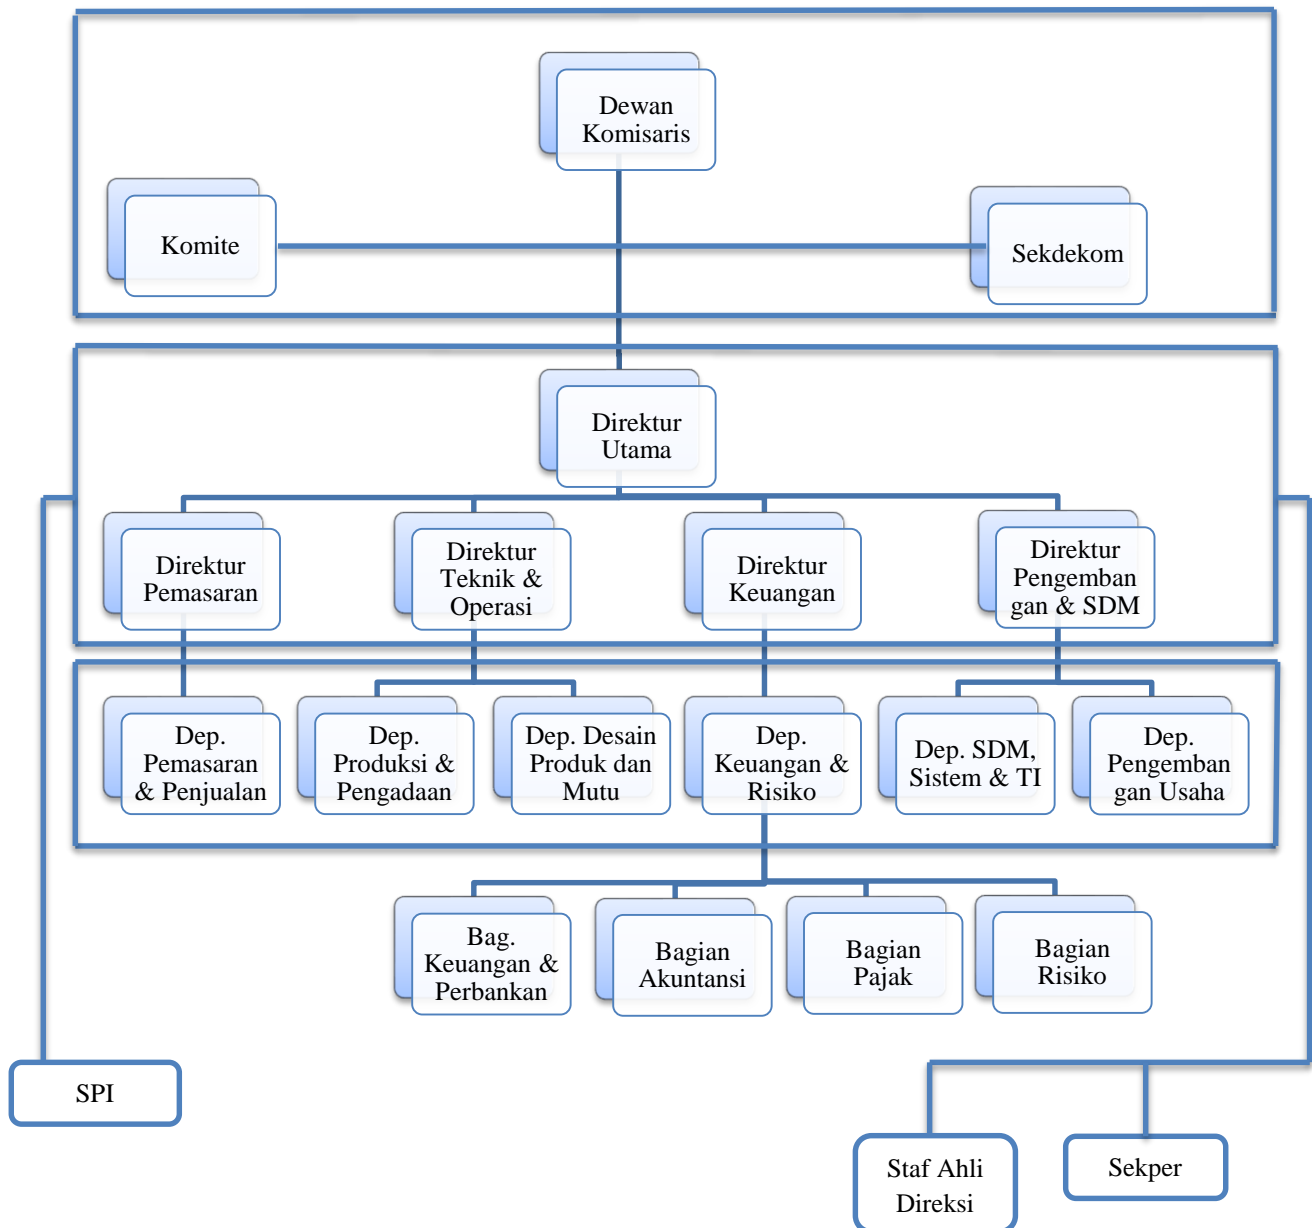 Dewan
Komisaris
Komite
Sekdekom
Direktur
Utama
Direktur
Pemasaran
Direktur
Teknik &
Operasi
Direktur
Keuangan
Direktur
Pengemban
gan & SDM
Dep.
Pemasaran
& Penjualan
Dep.
Produksi &
Pengadaan
Dep. Desain
Produk dan
Mutu
Dep.
Keuangan &
Risiko
Dep. SDM,
Sistem & TI
Dep.
Pengemban
gan Usaha
Bag.
Keuangan &
Perbankan
Bagian
Akuntansi
Bagian
Pajak
Bagian
Risiko
SPI
Staf Ahli
Direksi
Sekper